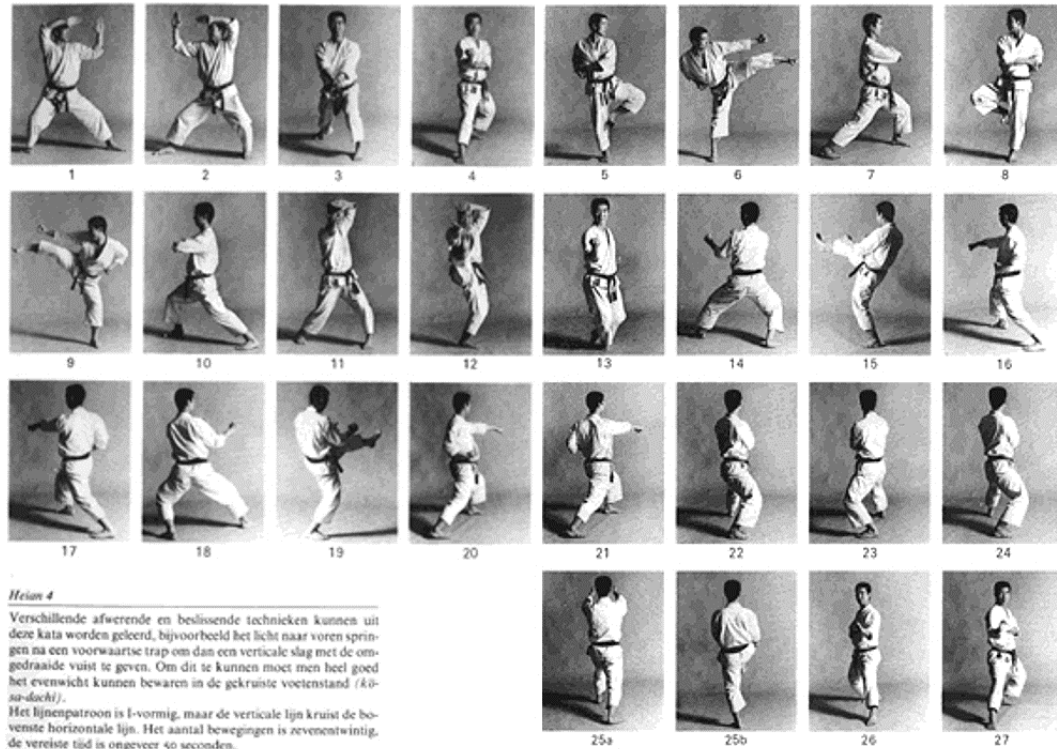 1 2 3 4 5 6 7 8
9 10 11 12 13 14 15 16
17 18 19 20 21 22 23 24
Heian 4
Verschillende afwerende en beslissende technieken kunnen uit
deze kata worden geleerd, bijvoorbeeld het licht naar voren sprin-
gen na een voorwaartse trap om dan een verticale slag met de om-
gedraaide vuist te geven. Om dit te kunnen moet men heel goed
het evenwicht kunnen bewaren in de gekruiste voetenstand (kō-
sa-dachi).
Het lijnenpatroon is I-vormig, maar de verticale lijn kruist de bo-
venste horizontale lijn. Het aantal bewegingen is zevenentwintig,
de vereiste tijd is ongeveer 50 seconden.
25a 25b 26 27